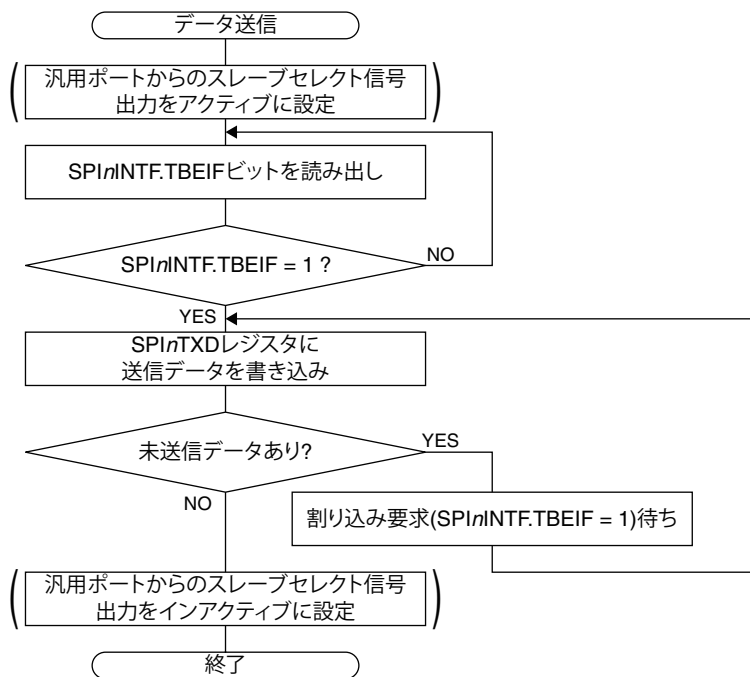 データ送信
汎用ポートからのスレーブセレクト信号
出力をアクティブに設定
SPInINTF.TBEIFビットを読み出し
SPInINTF.TBEIF = 1 ?
NO
YES
SPInTXDレジスタに
送信データを書き込み
未送信データあり?
YES
NO
割り込み要求(SPInINTF.TBEIF = 1)待ち
汎用ポートからのスレーブセレクト信号
出力をインアクティブに設定
終了